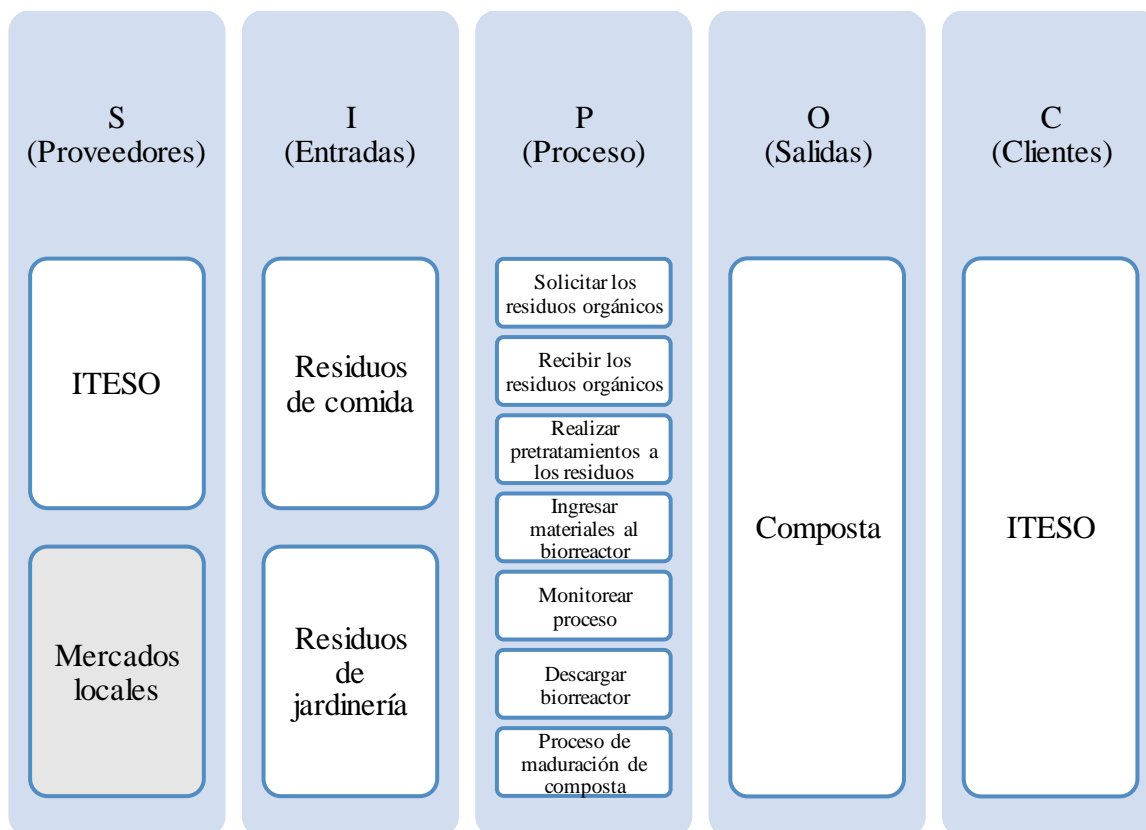 S
(Proveedores)
ITESO
Mercados
locales
I
(Entradas)
Residuos
de comida
Residuos
de
jardinería
P
(Proceso)
Solicitar los
residuos orgánicos
Recibir los
residuos orgánicos
Realizar
pretratamientos a
los residuos
Ingresar
materiales al
biorreactor
Monitorear
proceso
Descargar
biorreactor
Proceso de
maduración de
composta
O
(Salidas)
Composta
C
(Clientes)
ITESO